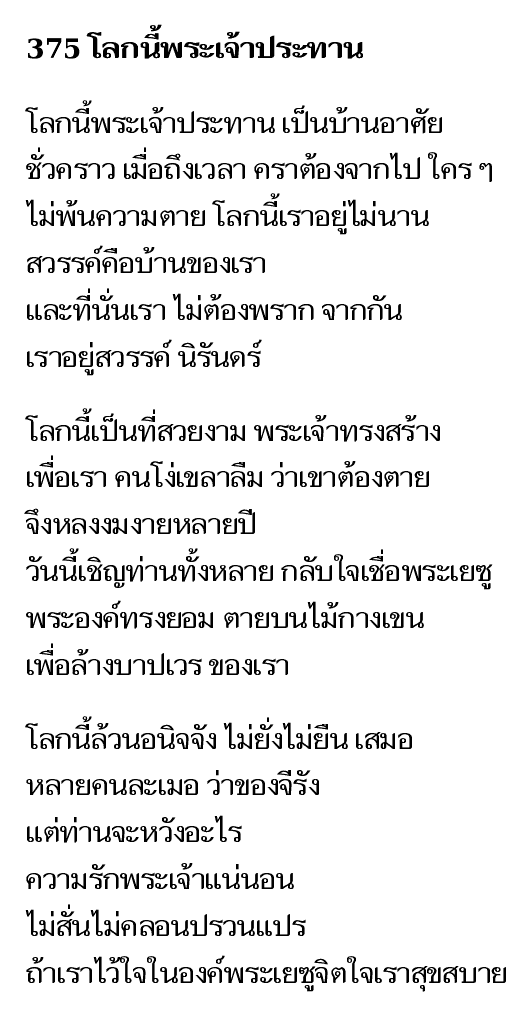 375 โลกนี้พระเจ้าประทาน
โลกนี้พระเจ้าประทาน เป็นบ้านอาศัย
ชั่วคราว เมื่อถึงเวลา คราต้องจากไป ใคร ๆ
ไม่พ้นความตาย โลกนี้เราอยู่ไม่นาน
สวรรค์คือบ้านของเรา
และที่นั่นเรา ไม่ต้องพราก จากกัน
เราอยู่สวรรค์ นิรันดร์
โลกนี้เป็นที่สวยงาม พระเจ้าทรงสร้าง
เพื่อเรา คนโง่เขลาลืม ว่าเขาต้องตาย
จึงหลงงมงายหลายปี
วันนี้เชิญท่านทั้งหลาย กลับใจเชื่อพระเยซู
พระองค์ทรงยอม ตายบนไม้กางเขน
เพื่อล้างบาปเวร ของเรา
โลกนี้ล้วนอนิจจัง ไม่ยั่งไม่ยืน เสมอ
หลายคนละเมอ ว่าของจีรัง
แต่ท่านจะหวังอะไร
ความรักพระเจ้าแน่นอน
ไม่สั่นไม่คลอนปรวนแปร
ถ้าเราไว้ใจในองค์พระเยซูจิตใจเราสุขสบาย